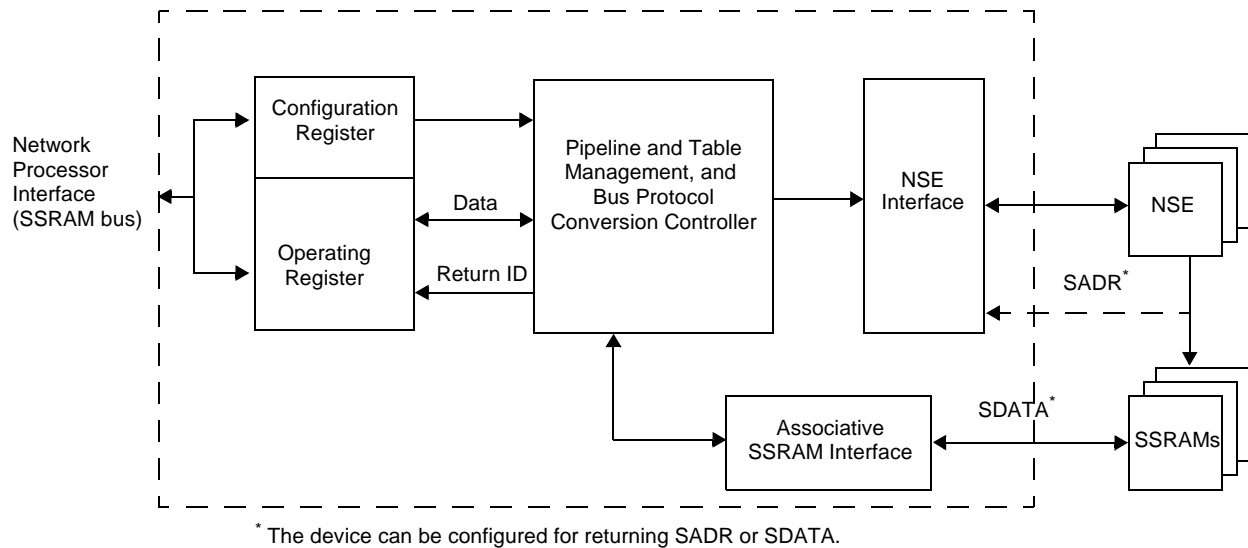 Network
Processor
Interface
(SSRAM bus)
Configuration
Register
Operating
Register
Data
Return ID
Pipeline and Table
Management, and
Bus Protocol
Conversion Controller
NSE
Interface
NSE
SADR*
Associative
SSRAM Interface
SDATA*
SSRAMs
* The device can be configured for returning SADR or SDATA.